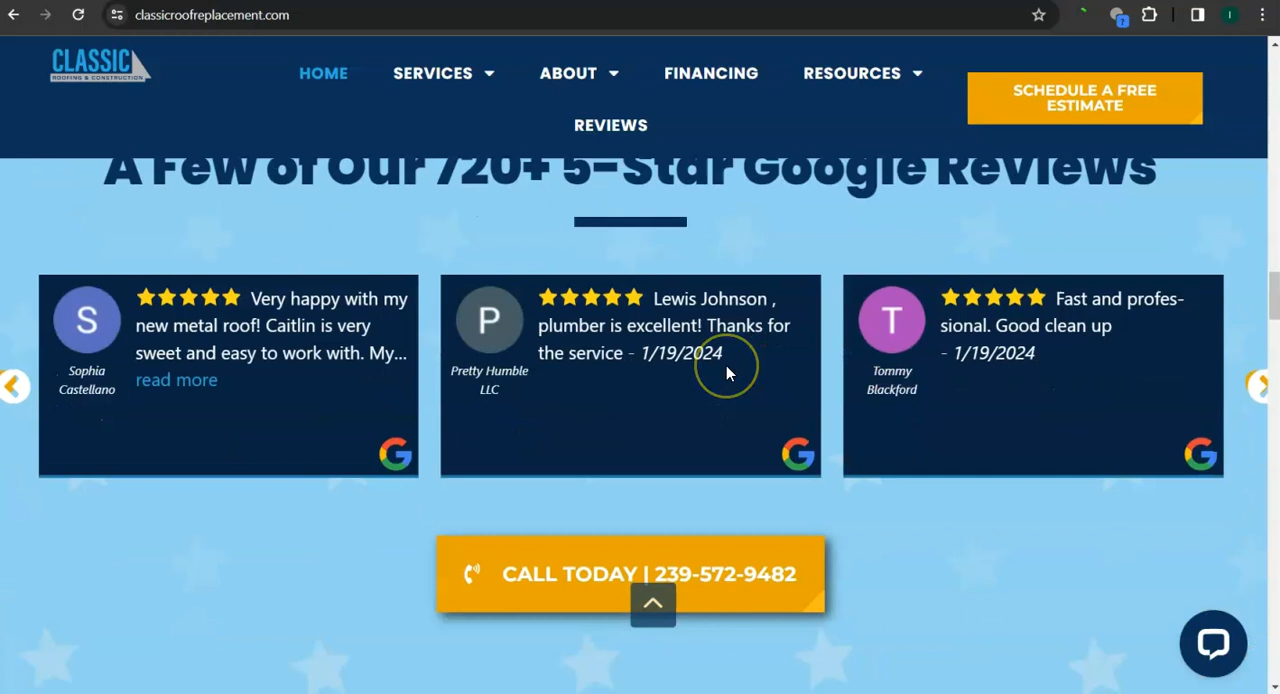 classicroofreplacement.com
I
?
CLASSIC
ROOFING & CONSTRUCTION
HOME
SERVICES
ABOUT
FINANCING
RESOURCES
REVIEWS
SCHEDULE A FREE
ESTIMATE
A Few of Our 720+ 5-Star Google Reviews
S
Sophia
Castellano
Very happy with my
new metal roof! Caitlin is very
sweet and easy to work with. My...
read more
G
P
Pretty Humble
LLC
Lewis Johnson ,
plumber is excellent! Thanks for
the service - 1/19/2024
G
T
Tommy
Blackford
Fast and profes-
sional. Good clean up
- 1/19/2024
G
CALL TODAY | 239-572-9482